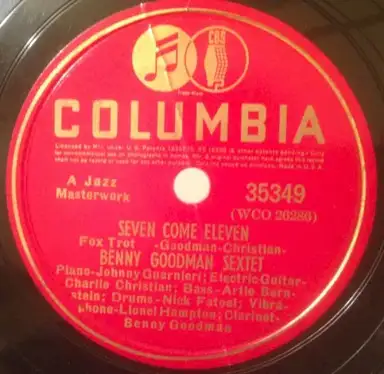 CBS
COLUMBIA
A Jazz
Masterwork
35349
(WCO 26286)
SEVEN COME ELEVEN
Fox Trot -Goodman-Christian-
BENNY GOODMAN SEXTET
Piano-Johnny Guarnieri; Electric Guitar-
Charlie Christian; Bass-Artie Bern-
stein; Drums-Nick Fatool; Vibra-
phone-Lionel Hampton; Clarinet-
Benny Goodman